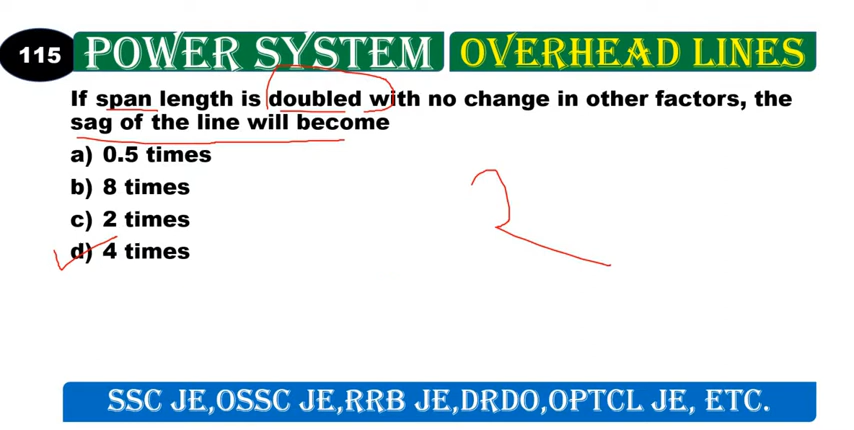 115
POWER SYSTEM
OVERHEAD LINES
If span length is doubled with no change in other factors, the
sag of the line will become
a) 0.5 times
b) 8 times
c) 2 times
d) 4 times
SSC JE,OSSC JE,RRB JE,DRDO,OPTCL JE, ETC.